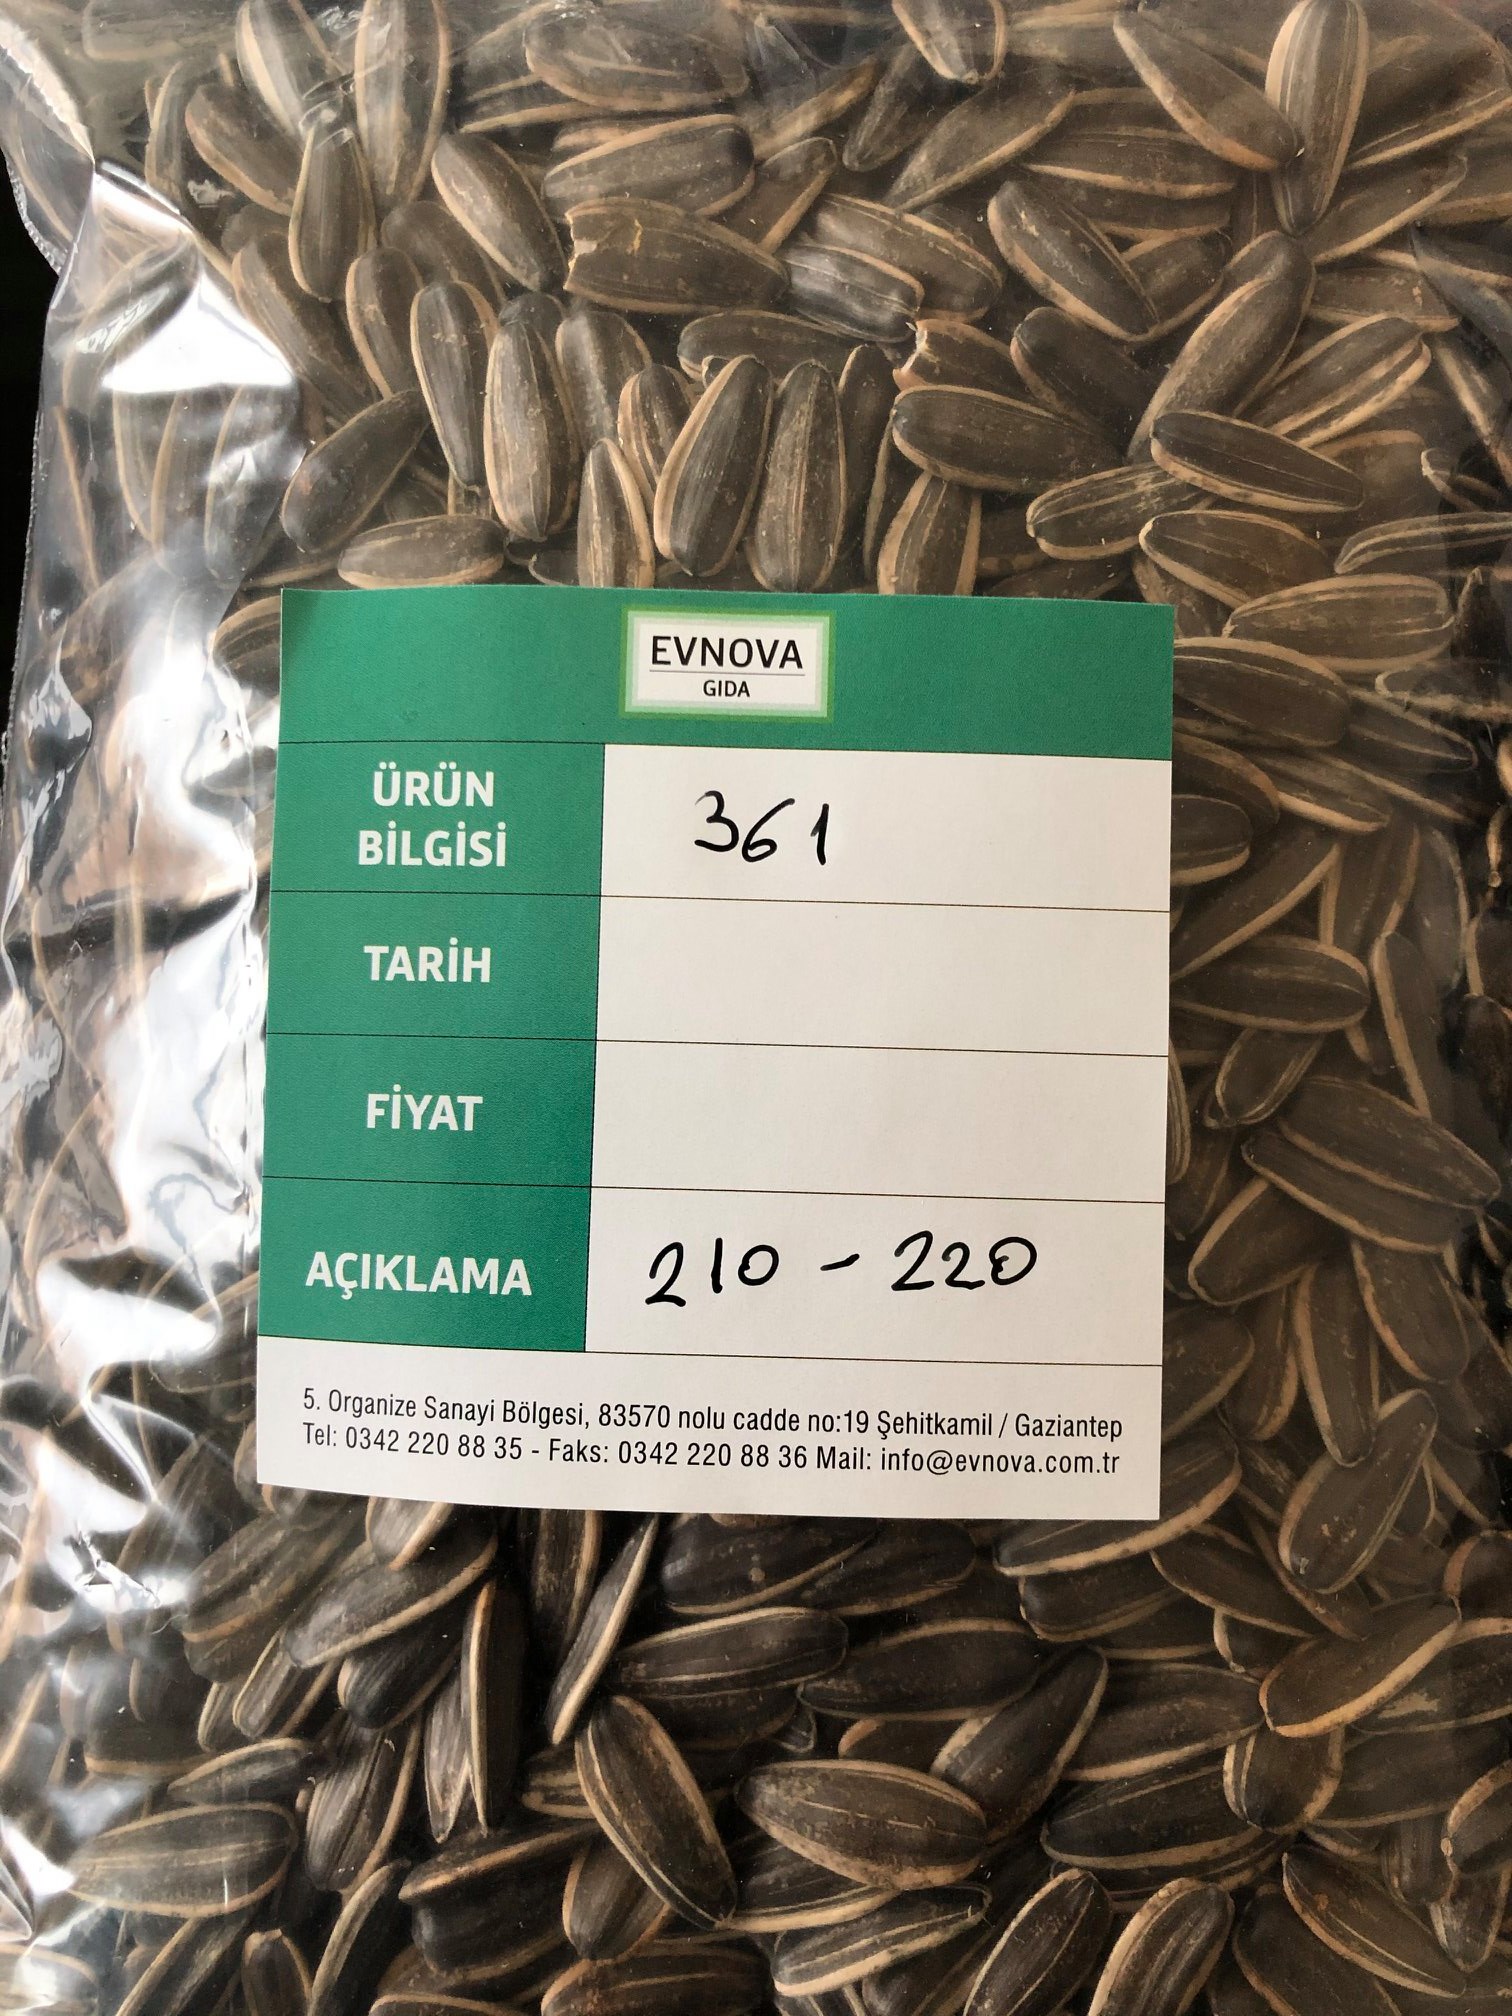 EVNOVA
GIDA
ÜRÜN
BİLGİSİ
361
TARİH
FİYAT
AÇIKLAMA
210 - 220
5. Organize Sanayi Bölgesi, 83570 nolu cadde no:19 Şehitkamil / Gaziantep
Tel: 0342 220 88 35 - Faks: 0342 220 88 36 Mail: info@evnova.com.tr